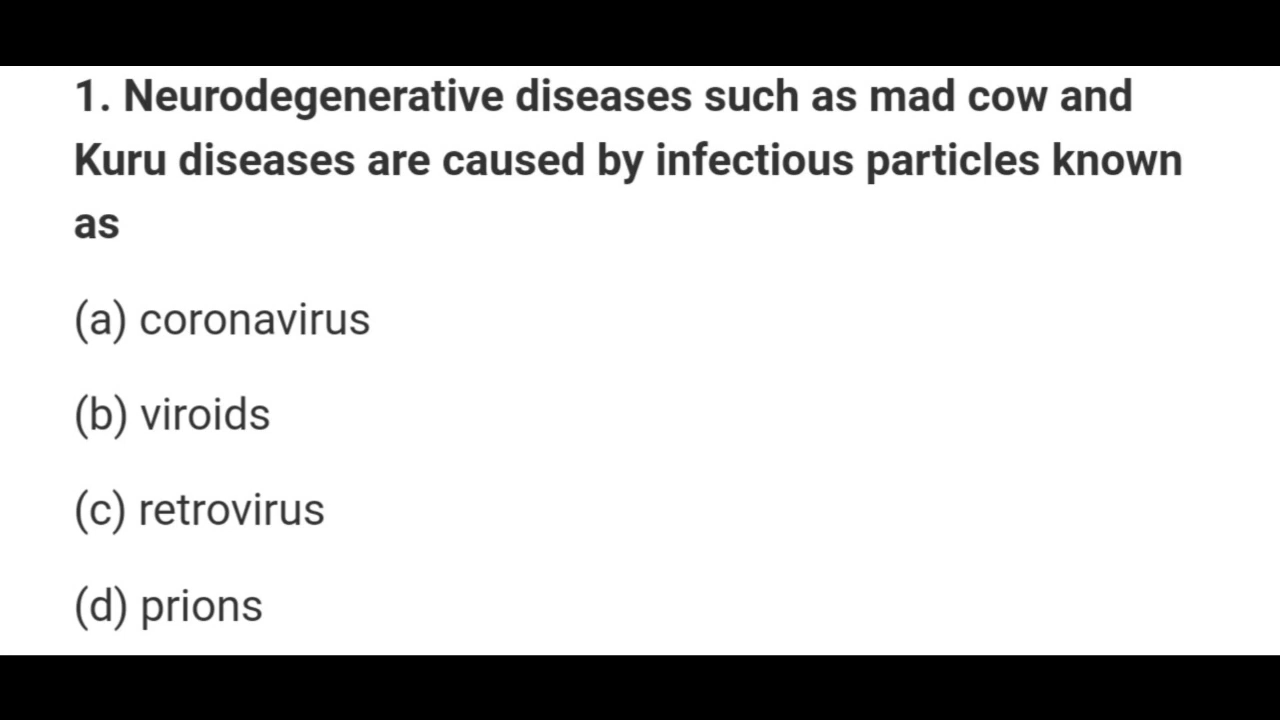 1. Neurodegenerative diseases such as mad cow and
Kuru diseases are caused by infectious particles known
as
(a) coronavirus
(b) viroids
(c) retrovirus
(d) prions